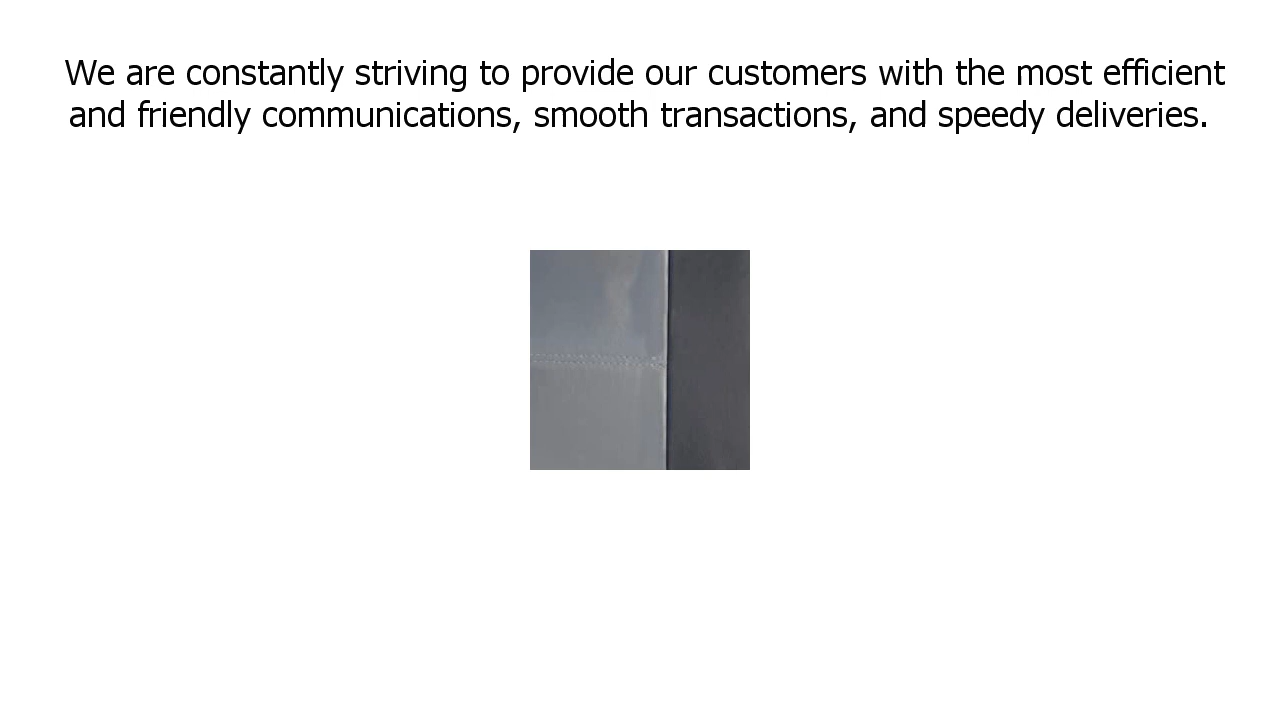 We are constantly striving to provide our customers with the most efficient
and friendly communications, smooth transactions, and speedy deliveries.